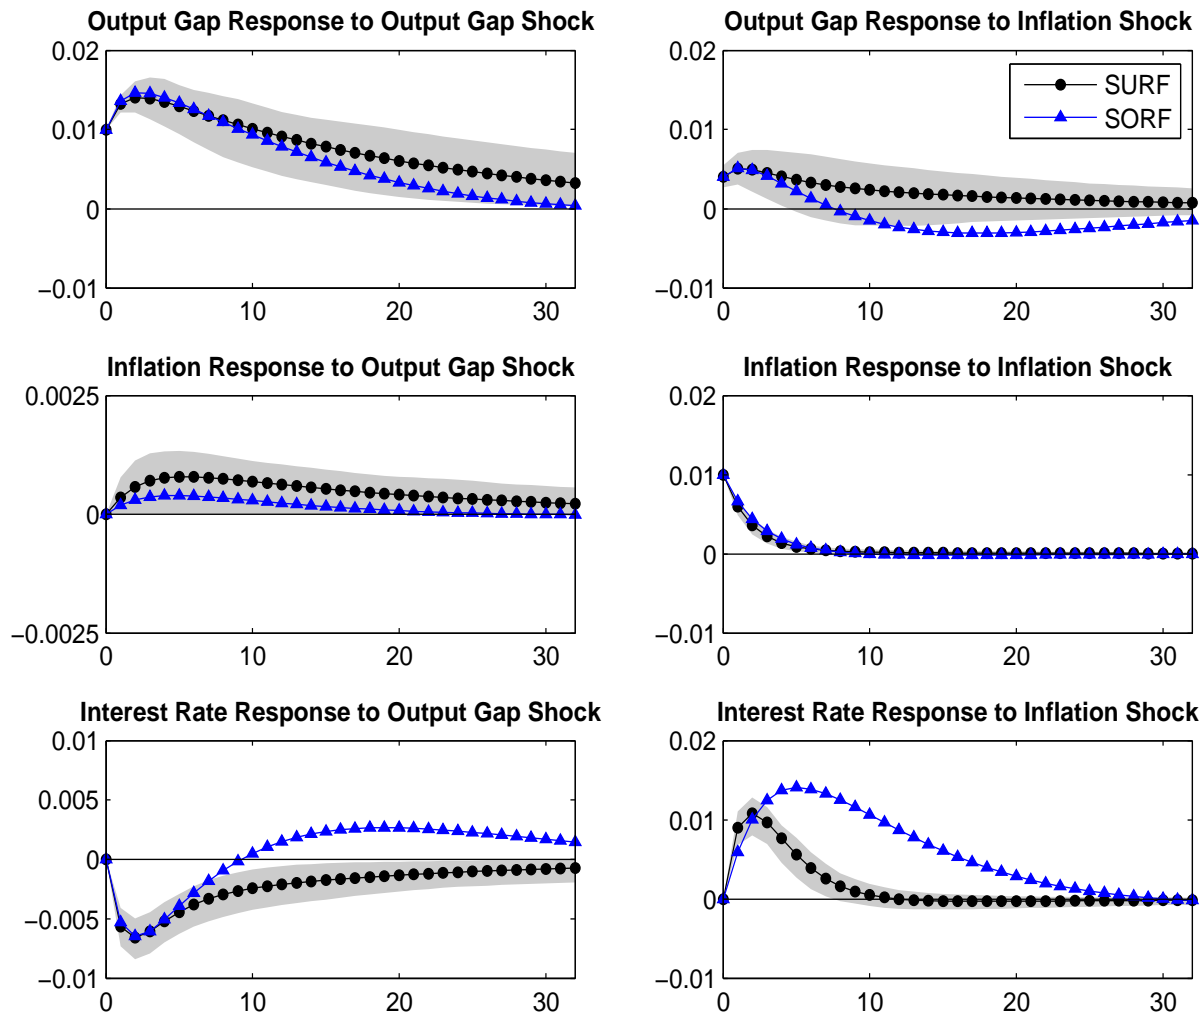 Output Gap Response to Output Gap Shock
0.02
0.01
0
−0.01
0 10 20 30
Output Gap Response to Inflation Shock
SURF
SORF
0.02
0.01
0
−0.01
0 10 20 30
Inflation Response to Output Gap Shock
0.0025
0
−0.0025
0 10 20 30
Inflation Response to Inflation Shock
0.02
0.01
0
−0.01
0 10 20 30
Interest Rate Response to Output Gap Shock
0.01
0.005
0
−0.005
−0.01
0 10 20 30
Interest Rate Response to Inflation Shock
0.02
0.01
0
−0.01
0 10 20 30